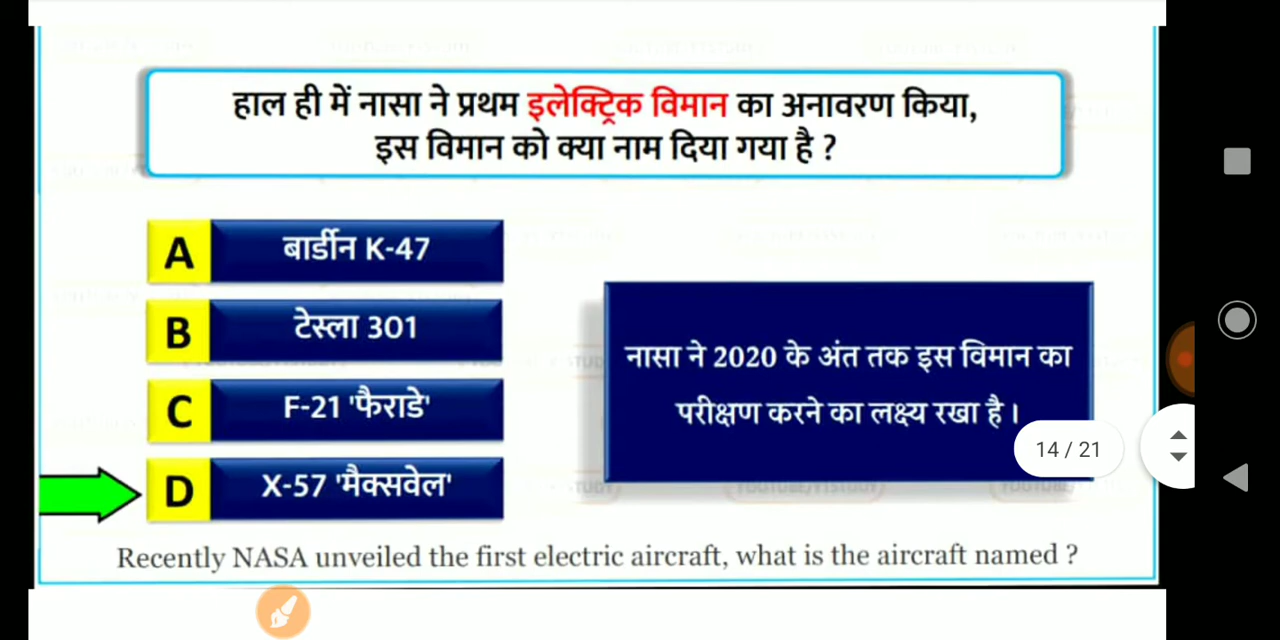 हाल ही में नासा ने प्रथम इलेक्ट्रिक विमान का अनावरण किया,
इस विमान को क्या नाम दिया गया है ?
A बार्डीन K-47
B टेस्ला 301
C F-21 'फैराडे'
D X-57 'मैक्सवेल'
नासा ने 2020 के अंत तक इस विमान का
परीक्षण करने का लक्ष्य रखा है।
14 / 21
Recently NASA unveiled the first electric aircraft, what is the aircraft named ?